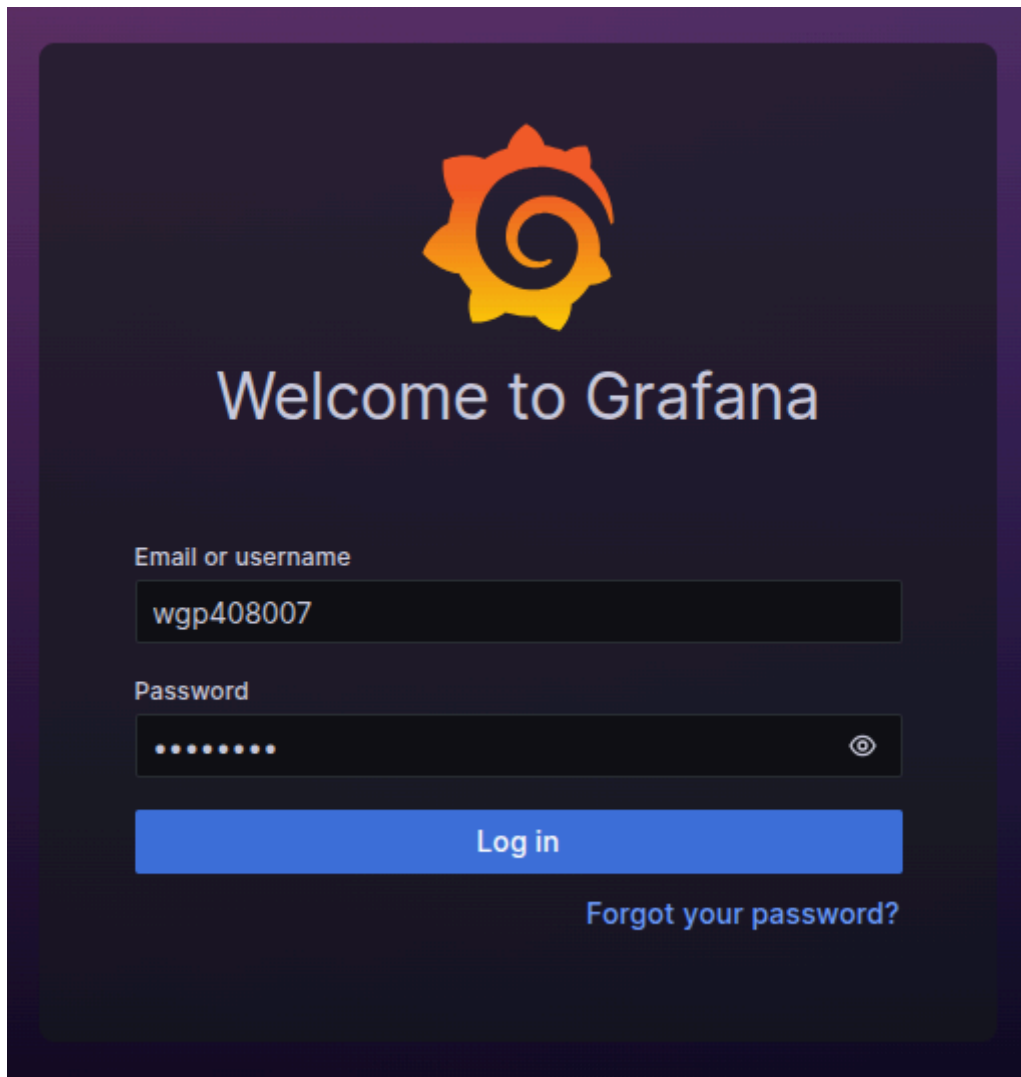 Welcome to Grafana
Email or username
wgp408007
Password
••••••••
Log in
Forgot your password?